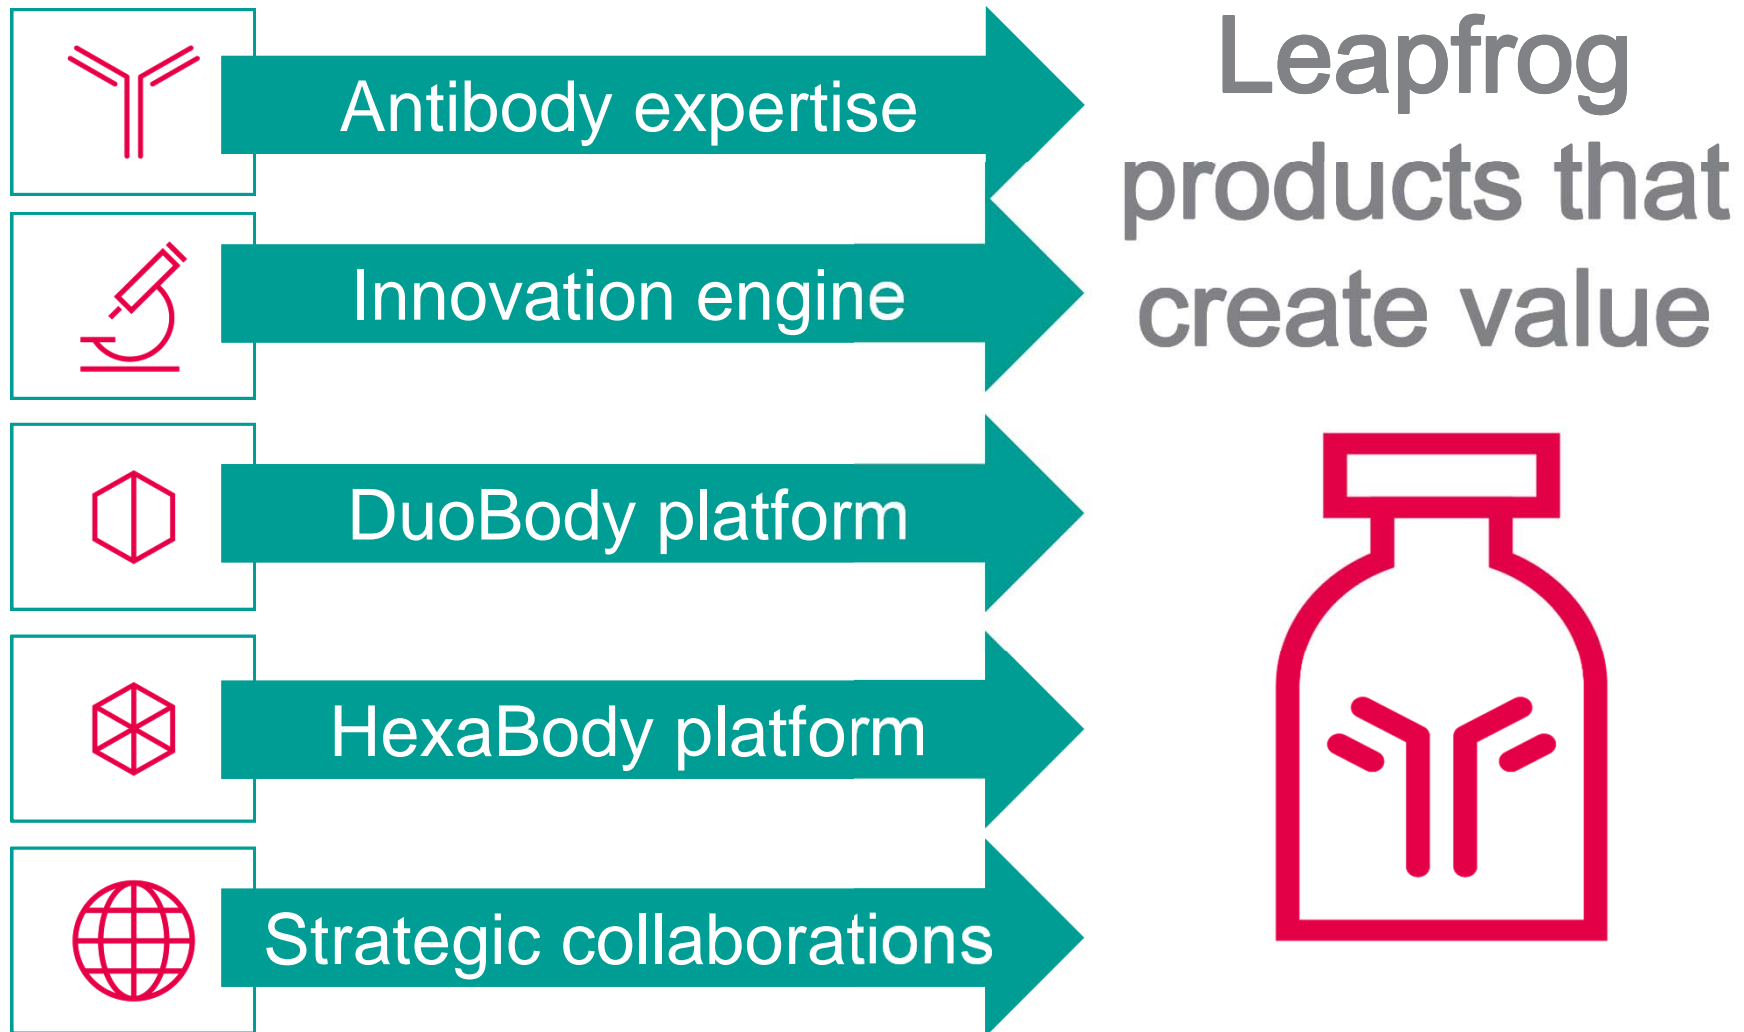 Antibody expertise
Innovation engine
DuoBody platform
HexaBody platform
Strategic collaborations
Leapfrog
products that
create value